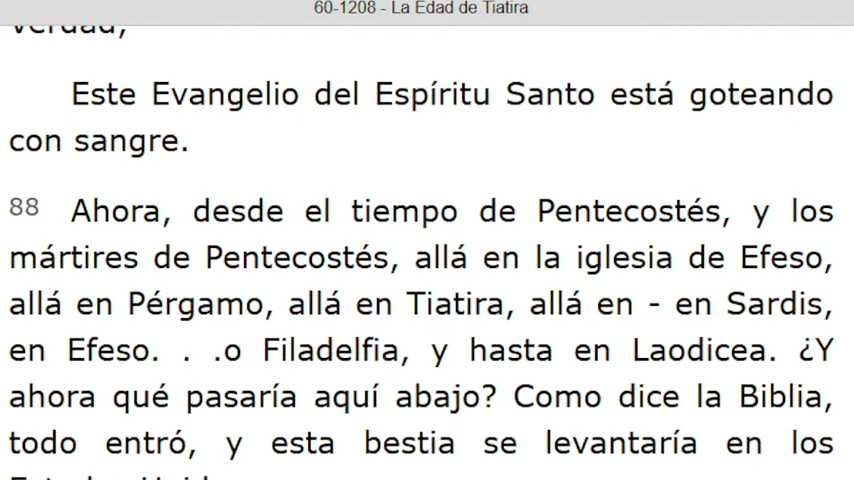 60-1208 - La Edad de Tiatira
verdad,
Este Evangelio del Espíritu Santo está goteando
con sangre.
88 Ahora, desde el tiempo de Pentecostés, y los
mártires de Pentecostés, allá en la iglesia de Efeso,
allá en Pérgamo, allá en Tiatira, allá en - en Sardis,
en Efeso. . .o Filadelfia, y hasta en Laodicea. ¿Y
ahora qué pasaría aquí abajo? Como dice la Biblia,
todo entró, y esta bestia se levantaría en los